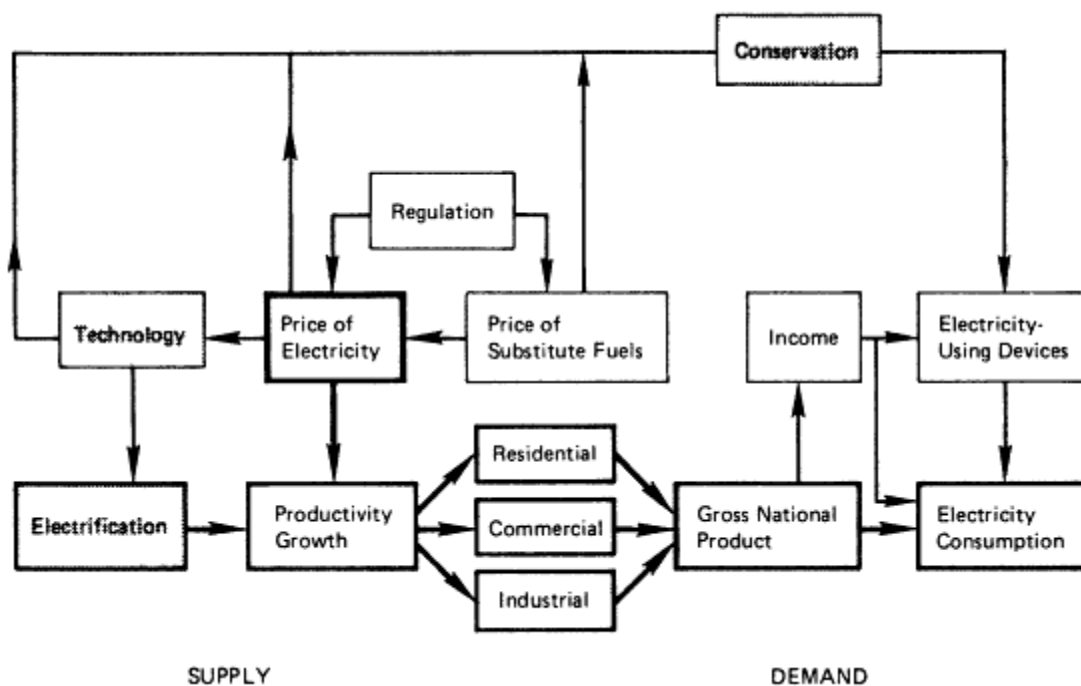 Conservation
Regulation
Technology
Price of
Electricity
Price of
Substitute Fuels
Income
Electricity-
Using Devices
Residential
Electrification
Productivity
Growth
Commercial
Gross National
Product
Electricity
Consumption
Industrial
SUPPLY
DEMAND